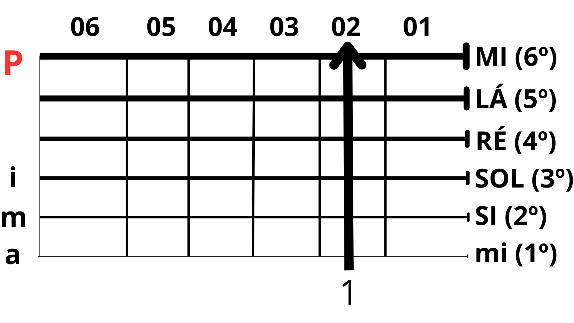 06 05 04 03 02 01
P MI (6º)
LÁ (5º)
RÉ (4º)
i SOL (3º)
m SI (2º)
a mi (1º)
1